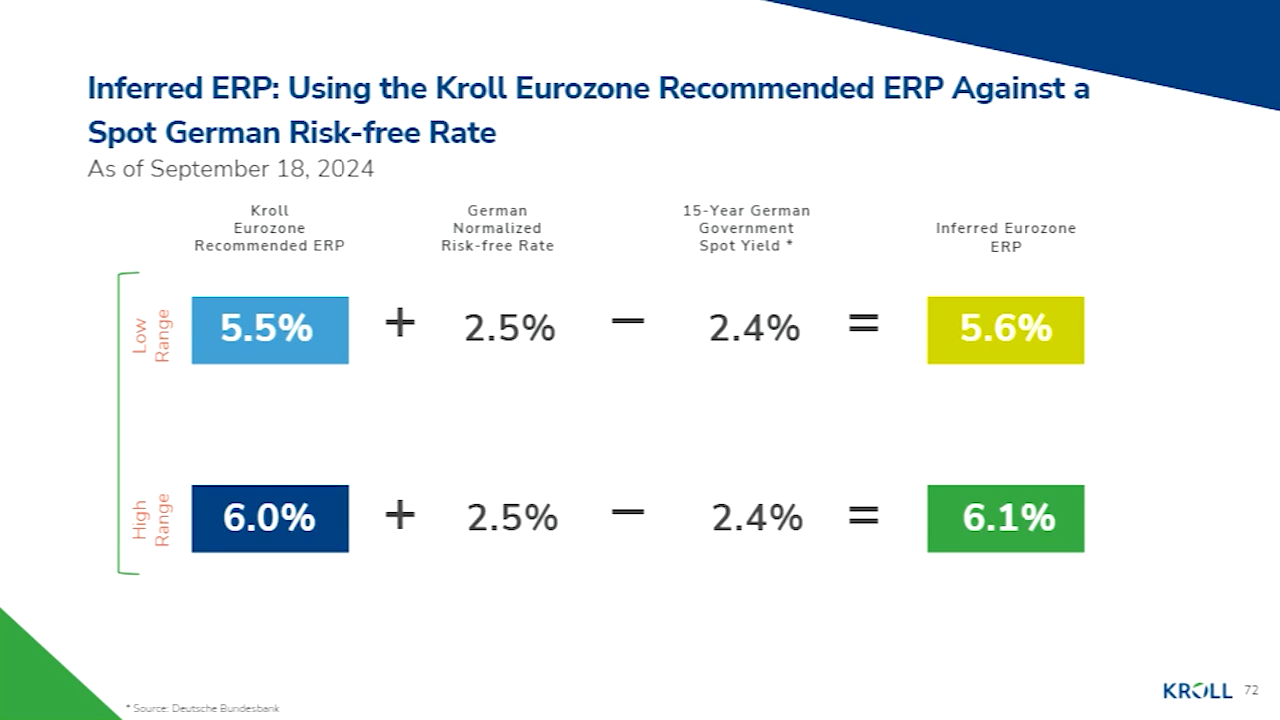 Inferred ERP: Using the Kroll Eurozone Recommended ERP Against a
Spot German Risk-free Rate
As of September 18, 2024
Kroll
Eurozone
Recommended ERP
German
Normalized
Risk-free Rate
15-Year German
Government
Spot Yield *
Inferred Eurozone
ERP
Low
Range
5.5% + 2.5% − 2.4% = 5.6%
High
Range
6.0% + 2.5% − 2.4% = 6.1%
* Source: Deutsche Bundesbank
KROLL 72